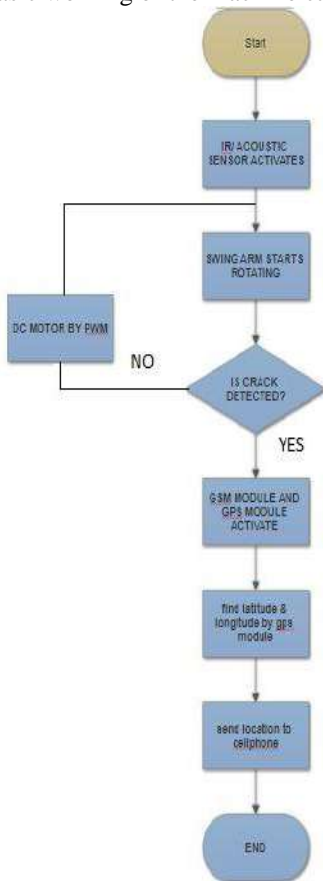 Start
IR/ ACOUSTIC
SENSOR ACTIVATES
SWING ARM STARTS
ROTATING
DC MOTOR BY PWM
NO
IS CRACK
DETECTED?
YES
GSM MODULE AND
GPS MODULE
ACTIVATE
find latitude &
longitude by gps
module
send location to
cellphone
END